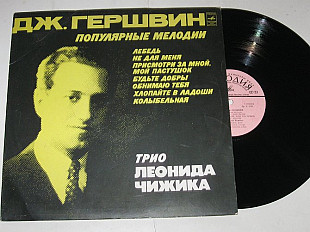 ДЖ. ГЕРШВИН
ПОПУЛЯРНЫЕ МЕЛОДИИ
ЛЕБЕДЬ
НЕ ДЛЯ МЕНЯ
ПРИСМОТРИ ЗА МНОЙ,
МОЙ ПАСТУШОК
БУДЬТЕ ДОБРЫ
ОБНИМАЮ ТЕБЯ
ХЛОПАЙТЕ В ЛАДОШИ
КОЛЫБЕЛЬНАЯ
ТРИО
ЛЕОНИДА
ЧИЖИКА